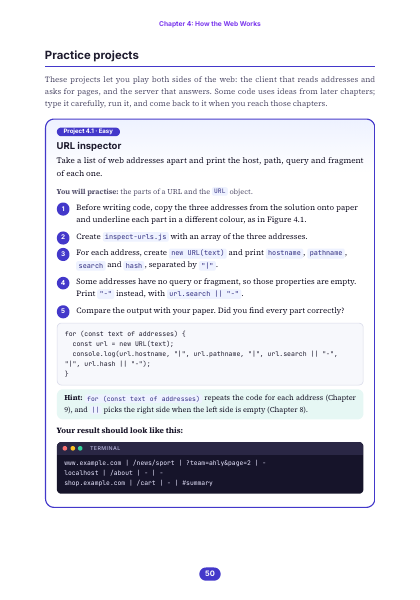 Chapter 4: How the Web Works
Practice projects
These projects let you play both sides of the web: the client that reads addresses and
asks for pages, and the server that answers. Some code uses ideas from later chapters;
type it carefully, run it, and come back to it when you reach those chapters.
Project 4.1 · Easy
URL inspector
Take a list of web addresses apart and print the host, path, query and fragment
of each one.
You will practise: the parts of a URL and the URL object.
1 Before writing code, copy the three addresses from the solution onto paper
and underline each part in a different colour, as in Figure 4.1.
2 Create inspect-urls.js with an array of the three addresses.
3 For each address, create new URL(text) and print hostname, pathname,
search and hash, separated by "|".
4 Some addresses have no query or fragment, so those properties are empty.
Print "-" instead, with url.search || "-".
5 Compare the output with your paper. Did you find every part correctly?
for (const text of addresses) {
const url = new URL(text);
console.log(url.hostname, "|", url.pathname, "|", url.search || "-",
"|", url.hash || "-");
}
Hint: for (const text of addresses) repeats the code for each address (Chapter
9), and || picks the right side when the left side is empty (Chapter 8).
Your result should look like this:
TERMINAL
www.example.com | /news/sport | ?team=ahly&page=2 | -
localhost | /about | - | -
shop.example.com | /cart | - | #summary
50